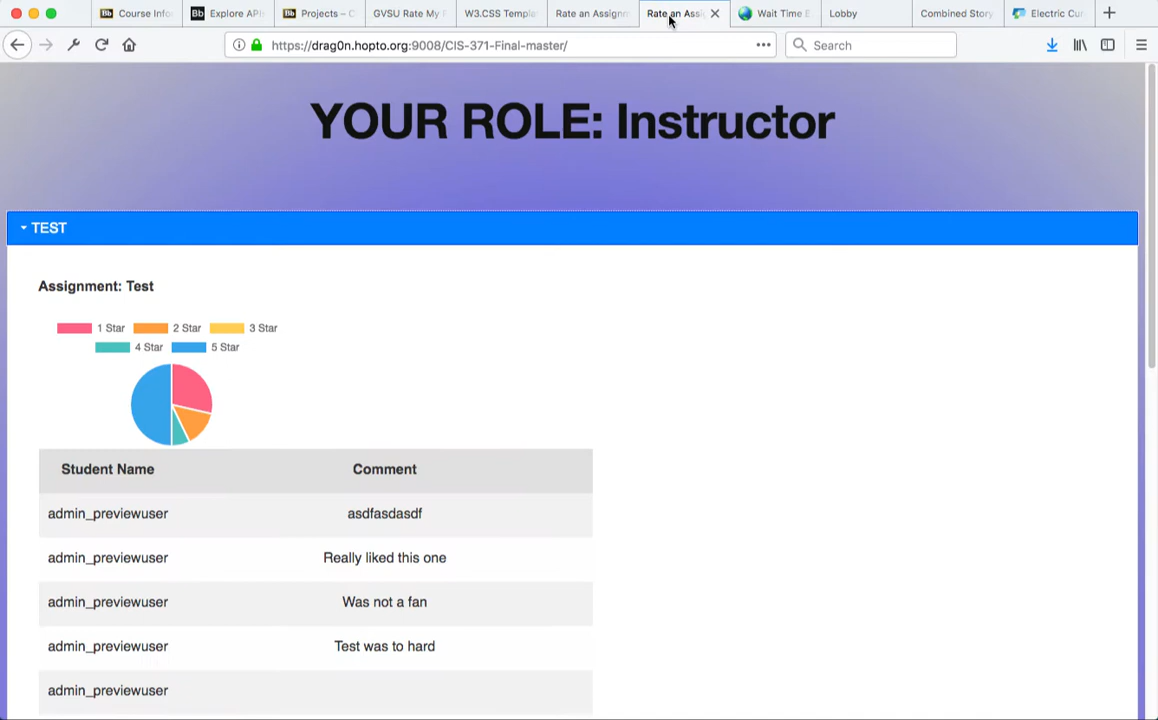 Course Info
Explore APIs
Projects – C
GVSU Rate My
W3.CSS Templa
Rate an Assignm
Rate an Assi
Wait Time E
Lobby
Combined Story
Electric Cur
https://drag0n.hopto.org:9008/CIS-371-Final-master/
Search
YOUR ROLE: Instructor
TEST
Assignment: Test
1 Star 2 Star 3 Star
4 Star 5 Star
Student Name Comment
admin_previewuser asdfasdasdf
admin_previewuser Really liked this one
admin_previewuser Was not a fan
admin_previewuser Test was to hard
admin_previewuser